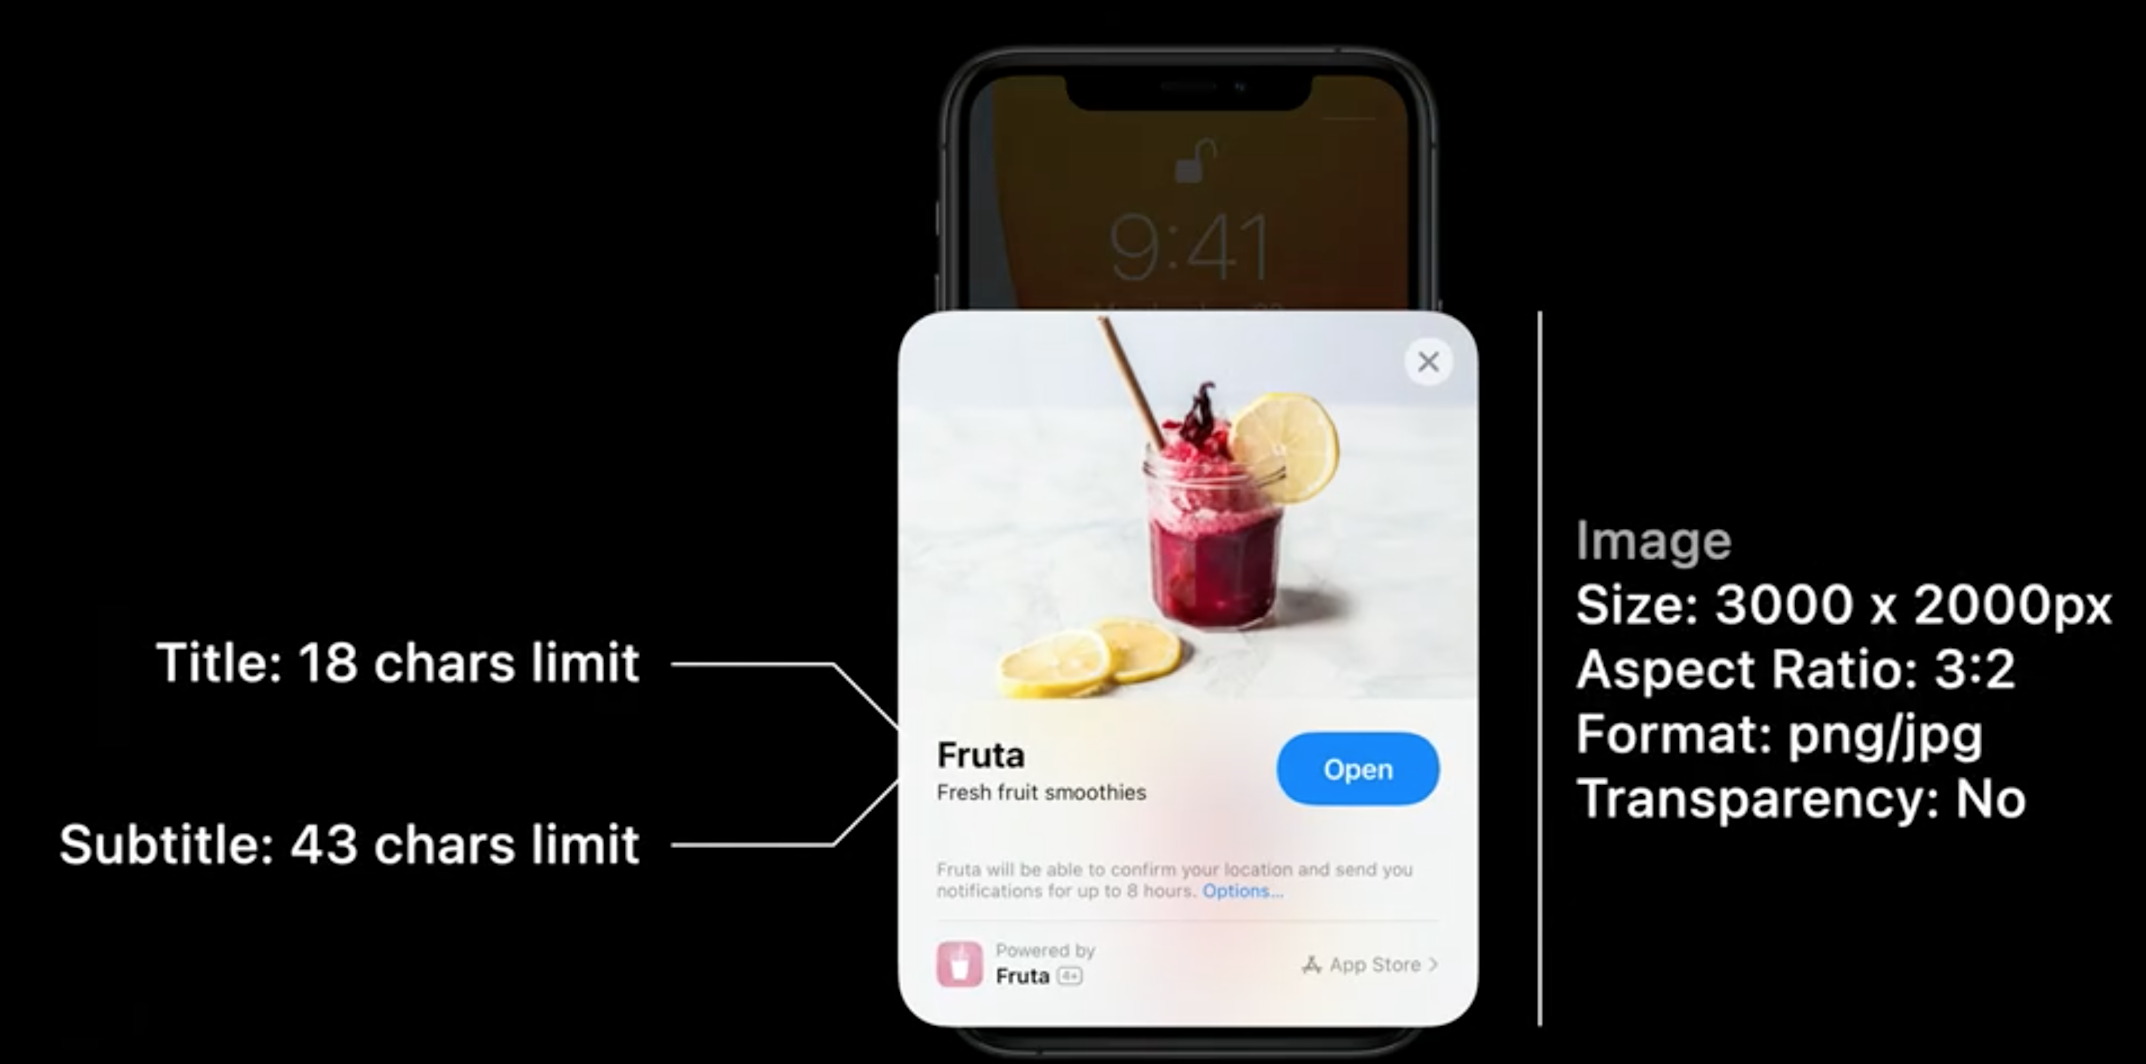 9:41
Title: 18 chars limit
Subtitle: 43 chars limit
Fruta
Fresh fruit smoothies
Open
Fruta will be able to confirm your location and send you
notifications for up to 8 hours. Options...
Powered by
Fruta 4+
App Store >
Image
Size: 3000 x 2000px
Aspect Ratio: 3:2
Format: png/jpg
Transparency: No